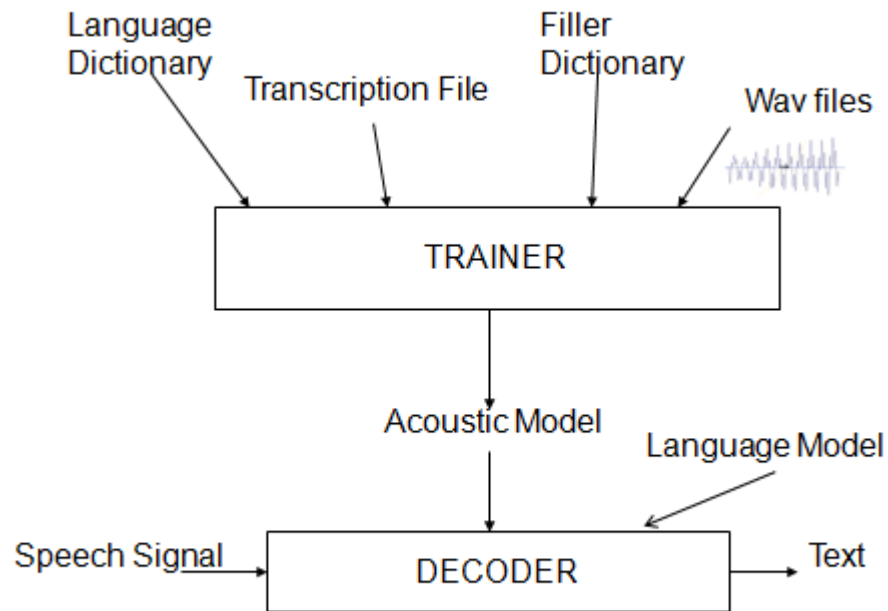 Language
Dictionary
Filler
Dictionary
Transcription File
Wav files
TRAINER
Acoustic Model
Language Model
Speech Signal
DECODER
Text